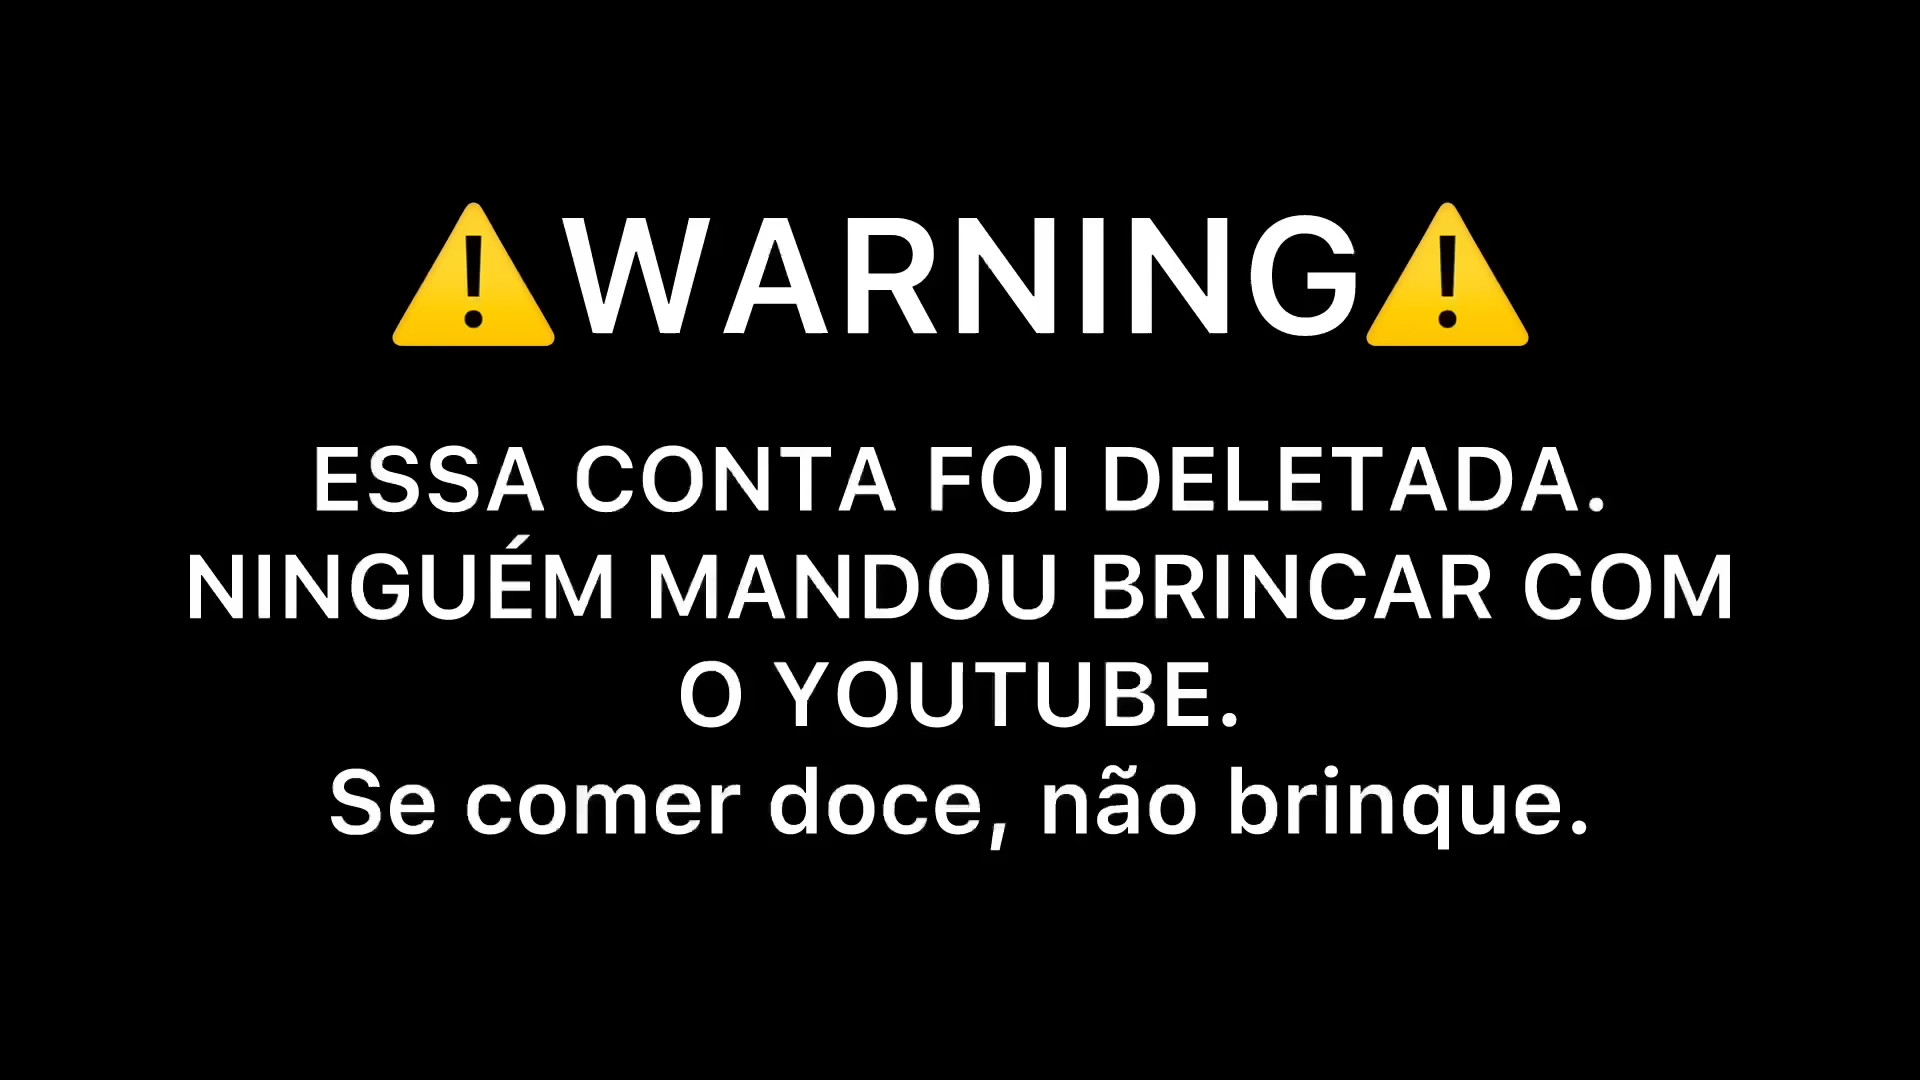 ⚠️WARNING⚠️
ESSA CONTA FOI DELETADA.
NINGUÉM MANDOU BRINCAR COM
O YOUTUBE.
Se comer doce, não brinque.